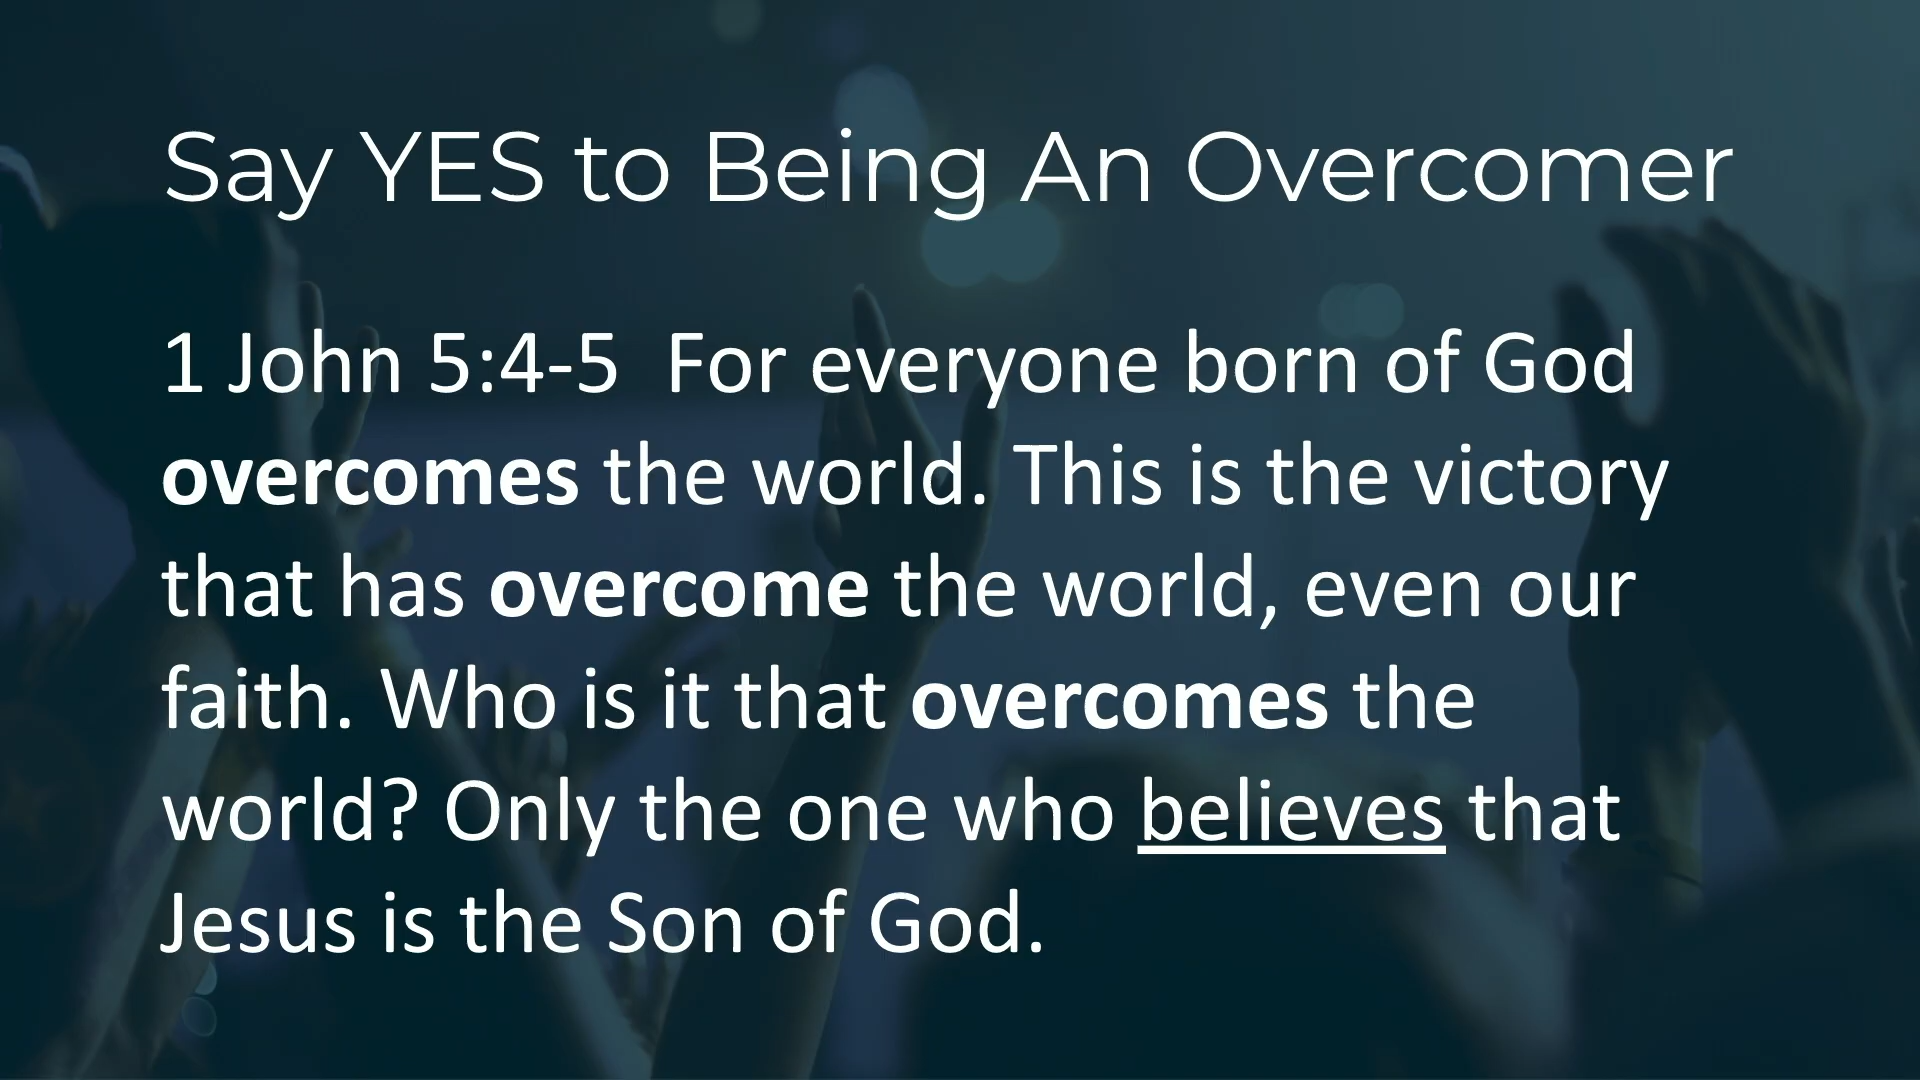 Say YES to Being An Overcomer
1 John 5:4-5  For everyone born of God
overcomes the world. This is the victory
that has overcome the world, even our
faith. Who is it that overcomes the
world? Only the one who believes that
Jesus is the Son of God.